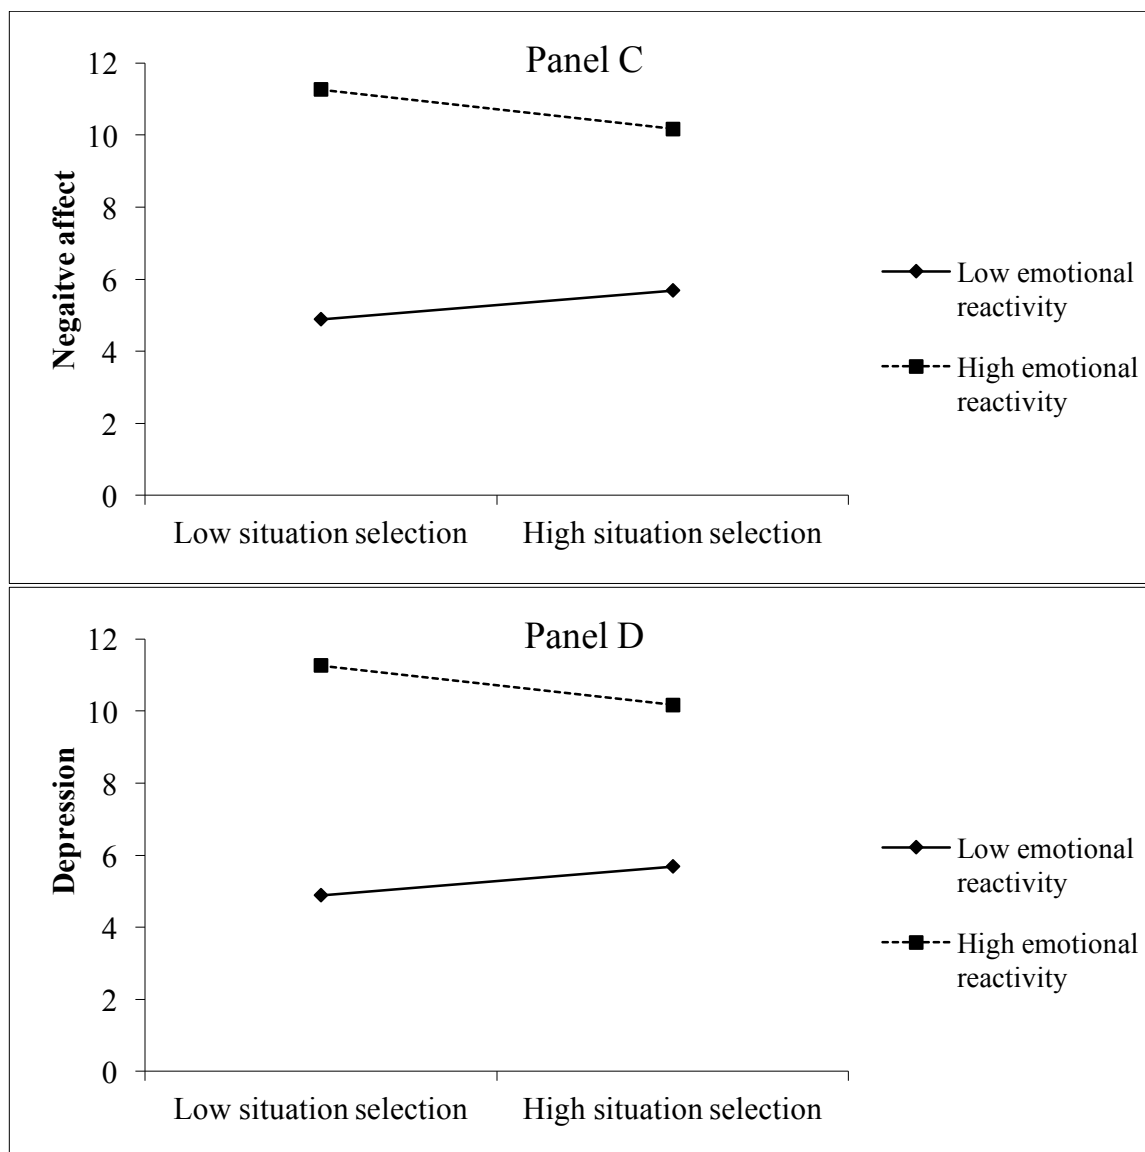 Panel C
12
10
8
6
4
2
0
Negaitve affect
Low situation selection
High situation selection
Low emotional
reactivity
High emotional
reactivity
Panel D
12
10
8
6
4
2
0
Depression
Low situation selection
High situation selection
Low emotional
reactivity
High emotional
reactivity